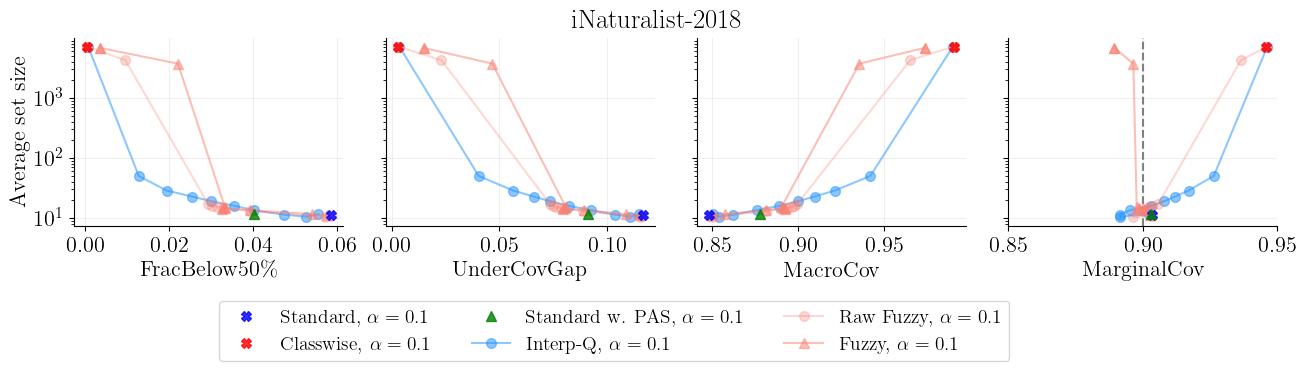 iNaturalist-2018
Average set size
10^3
10^2
10^1
0.00 0.02 0.04 0.06
FracBelow50%
0.00 0.05 0.10
UnderCovGap
0.85 0.90 0.95
MacroCov
0.85 0.90 0.95
MarginalCov
Standard, α = 0.1
Classwise, α = 0.1
Standard w. PAS, α = 0.1
Interp-Q, α = 0.1
Raw Fuzzy, α = 0.1
Fuzzy, α = 0.1